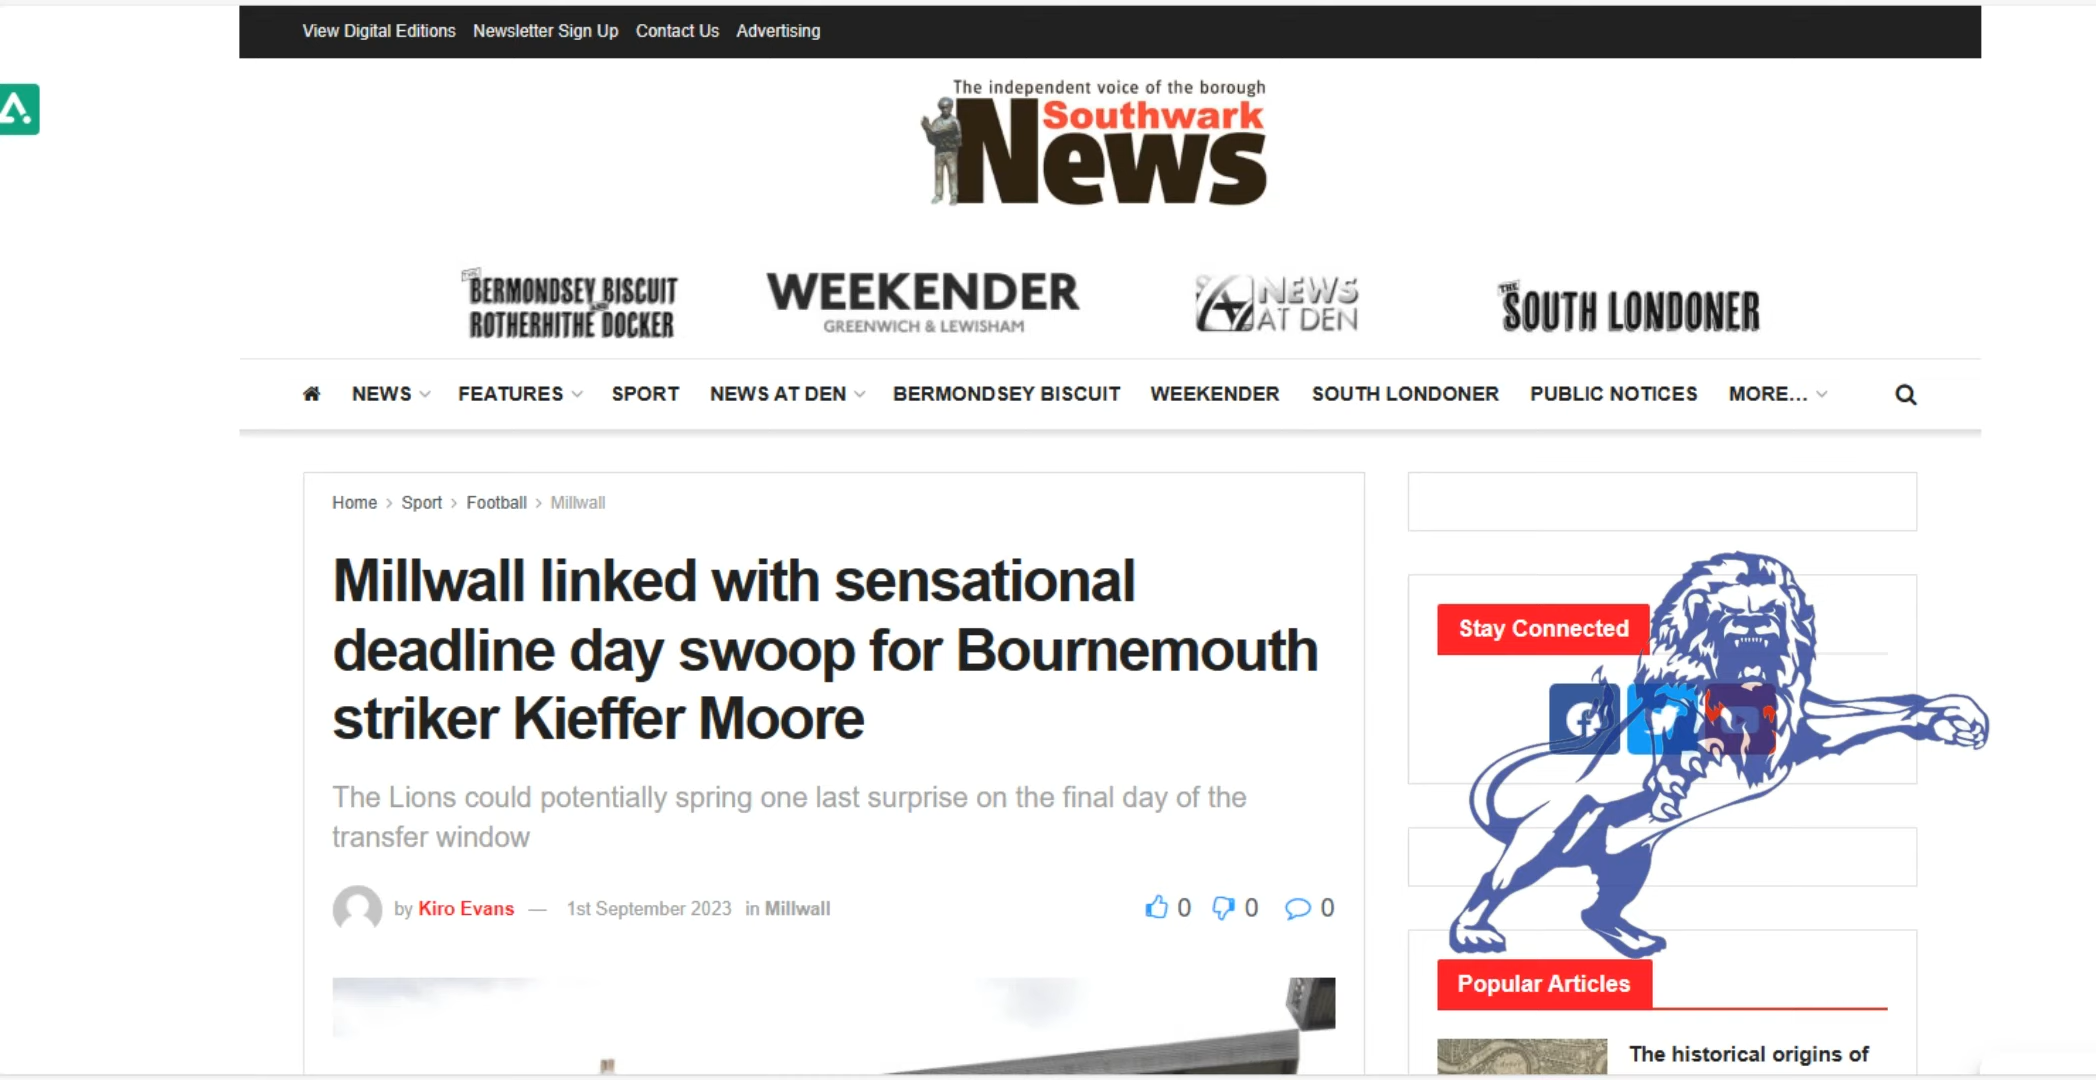 View Digital Editions Newsletter Sign Up Contact Us Advertising
The independent voice of the borough
Southwark
News
THE
BERMONDSEY BISCUIT
AND
ROTHERHITHE DOCKER
WEEKENDER
GREENWICH & LEWISHAM
NEWS
AT DEN
THE
SOUTH LONDONER
NEWS FEATURES SPORT NEWS AT DEN BERMONDSEY BISCUIT WEEKENDER SOUTH LONDONER PUBLIC NOTICES MORE...
Home > Sport > Football > Millwall
Millwall linked with sensational
deadline day swoop for Bournemouth
striker Kieffer Moore
The Lions could potentially spring one last surprise on the final day of the
transfer window
by Kiro Evans — 1st September 2023 in Millwall
0 0 0
Stay Connected
Popular Articles
The historical origins of